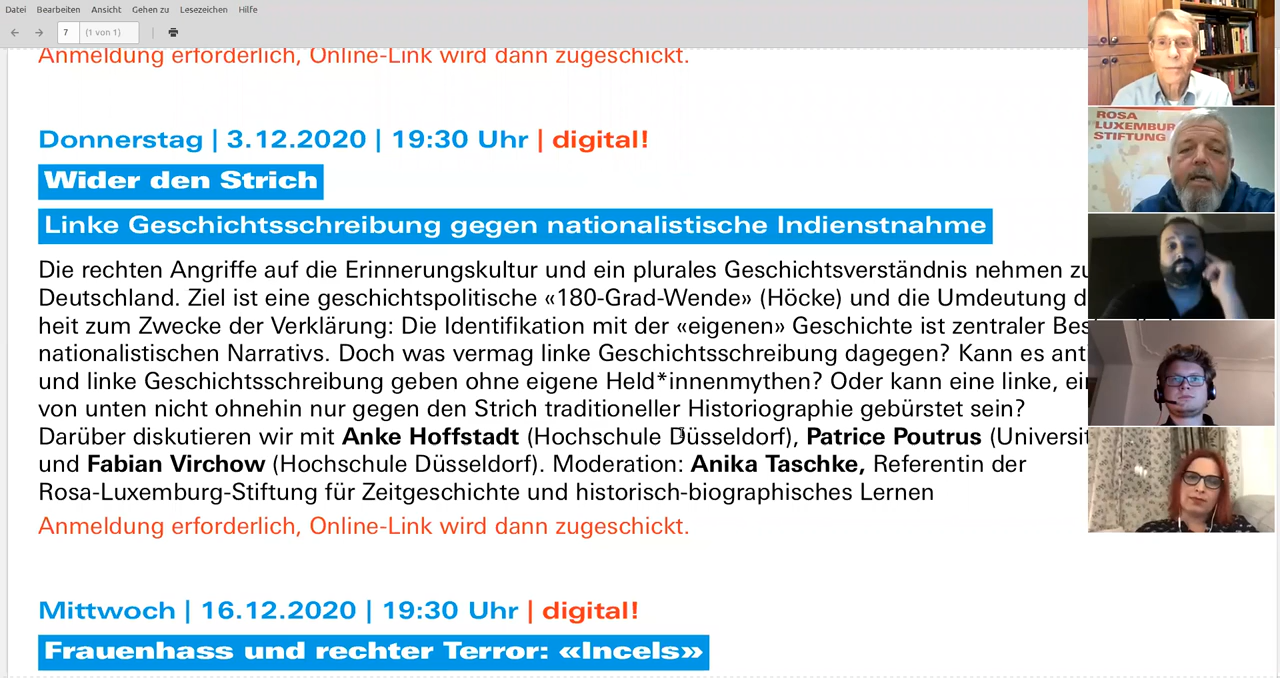 Datei Bearbeiten Ansicht Gehen zu Lesezeichen Hilfe
7 (1 von 1)
Anmeldung erforderlich, Online-Link wird dann zugeschickt.
Donnerstag | 3.12.2020 | 19:30 Uhr | digital!
Wider den Strich
Linke Geschichtsschreibung gegen nationalistische Indienstnahme
Die rechten Angriffe auf die Erinnerungskultur und ein plurales Geschichtsverständnis nehmen zu
Deutschland. Ziel ist eine geschichtspolitische «180-Grad-Wende» (Höcke) und die Umdeutung d
heit zum Zwecke der Verklärung: Die Identifikation mit der «eigenen» Geschichte ist zentraler Bes
nationalistischen Narrativs. Doch was vermag linke Geschichtsschreibung dagegen? Kann es ant
und linke Geschichtsschreibung geben ohne eigene Held*innenmythen? Oder kann eine linke, ein
von unten nicht ohnehin nur gegen den Strich traditioneller Historiographie gebürstet sein?
Darüber diskutieren wir mit Anke Hoffstadt (Hochschule Düsseldorf), Patrice Poutrus (Universit
und Fabian Virchow (Hochschule Düsseldorf). Moderation: Anika Taschke, Referentin der
Rosa-Luxemburg-Stiftung für Zeitgeschichte und historisch-biographisches Lernen
Anmeldung erforderlich, Online-Link wird dann zugeschickt.
Mittwoch | 16.12.2020 | 19:30 Uhr | digital!
Frauenhass und rechter Terror: «Incels»
ROSA
LUXEMBUR
STIFTUNG